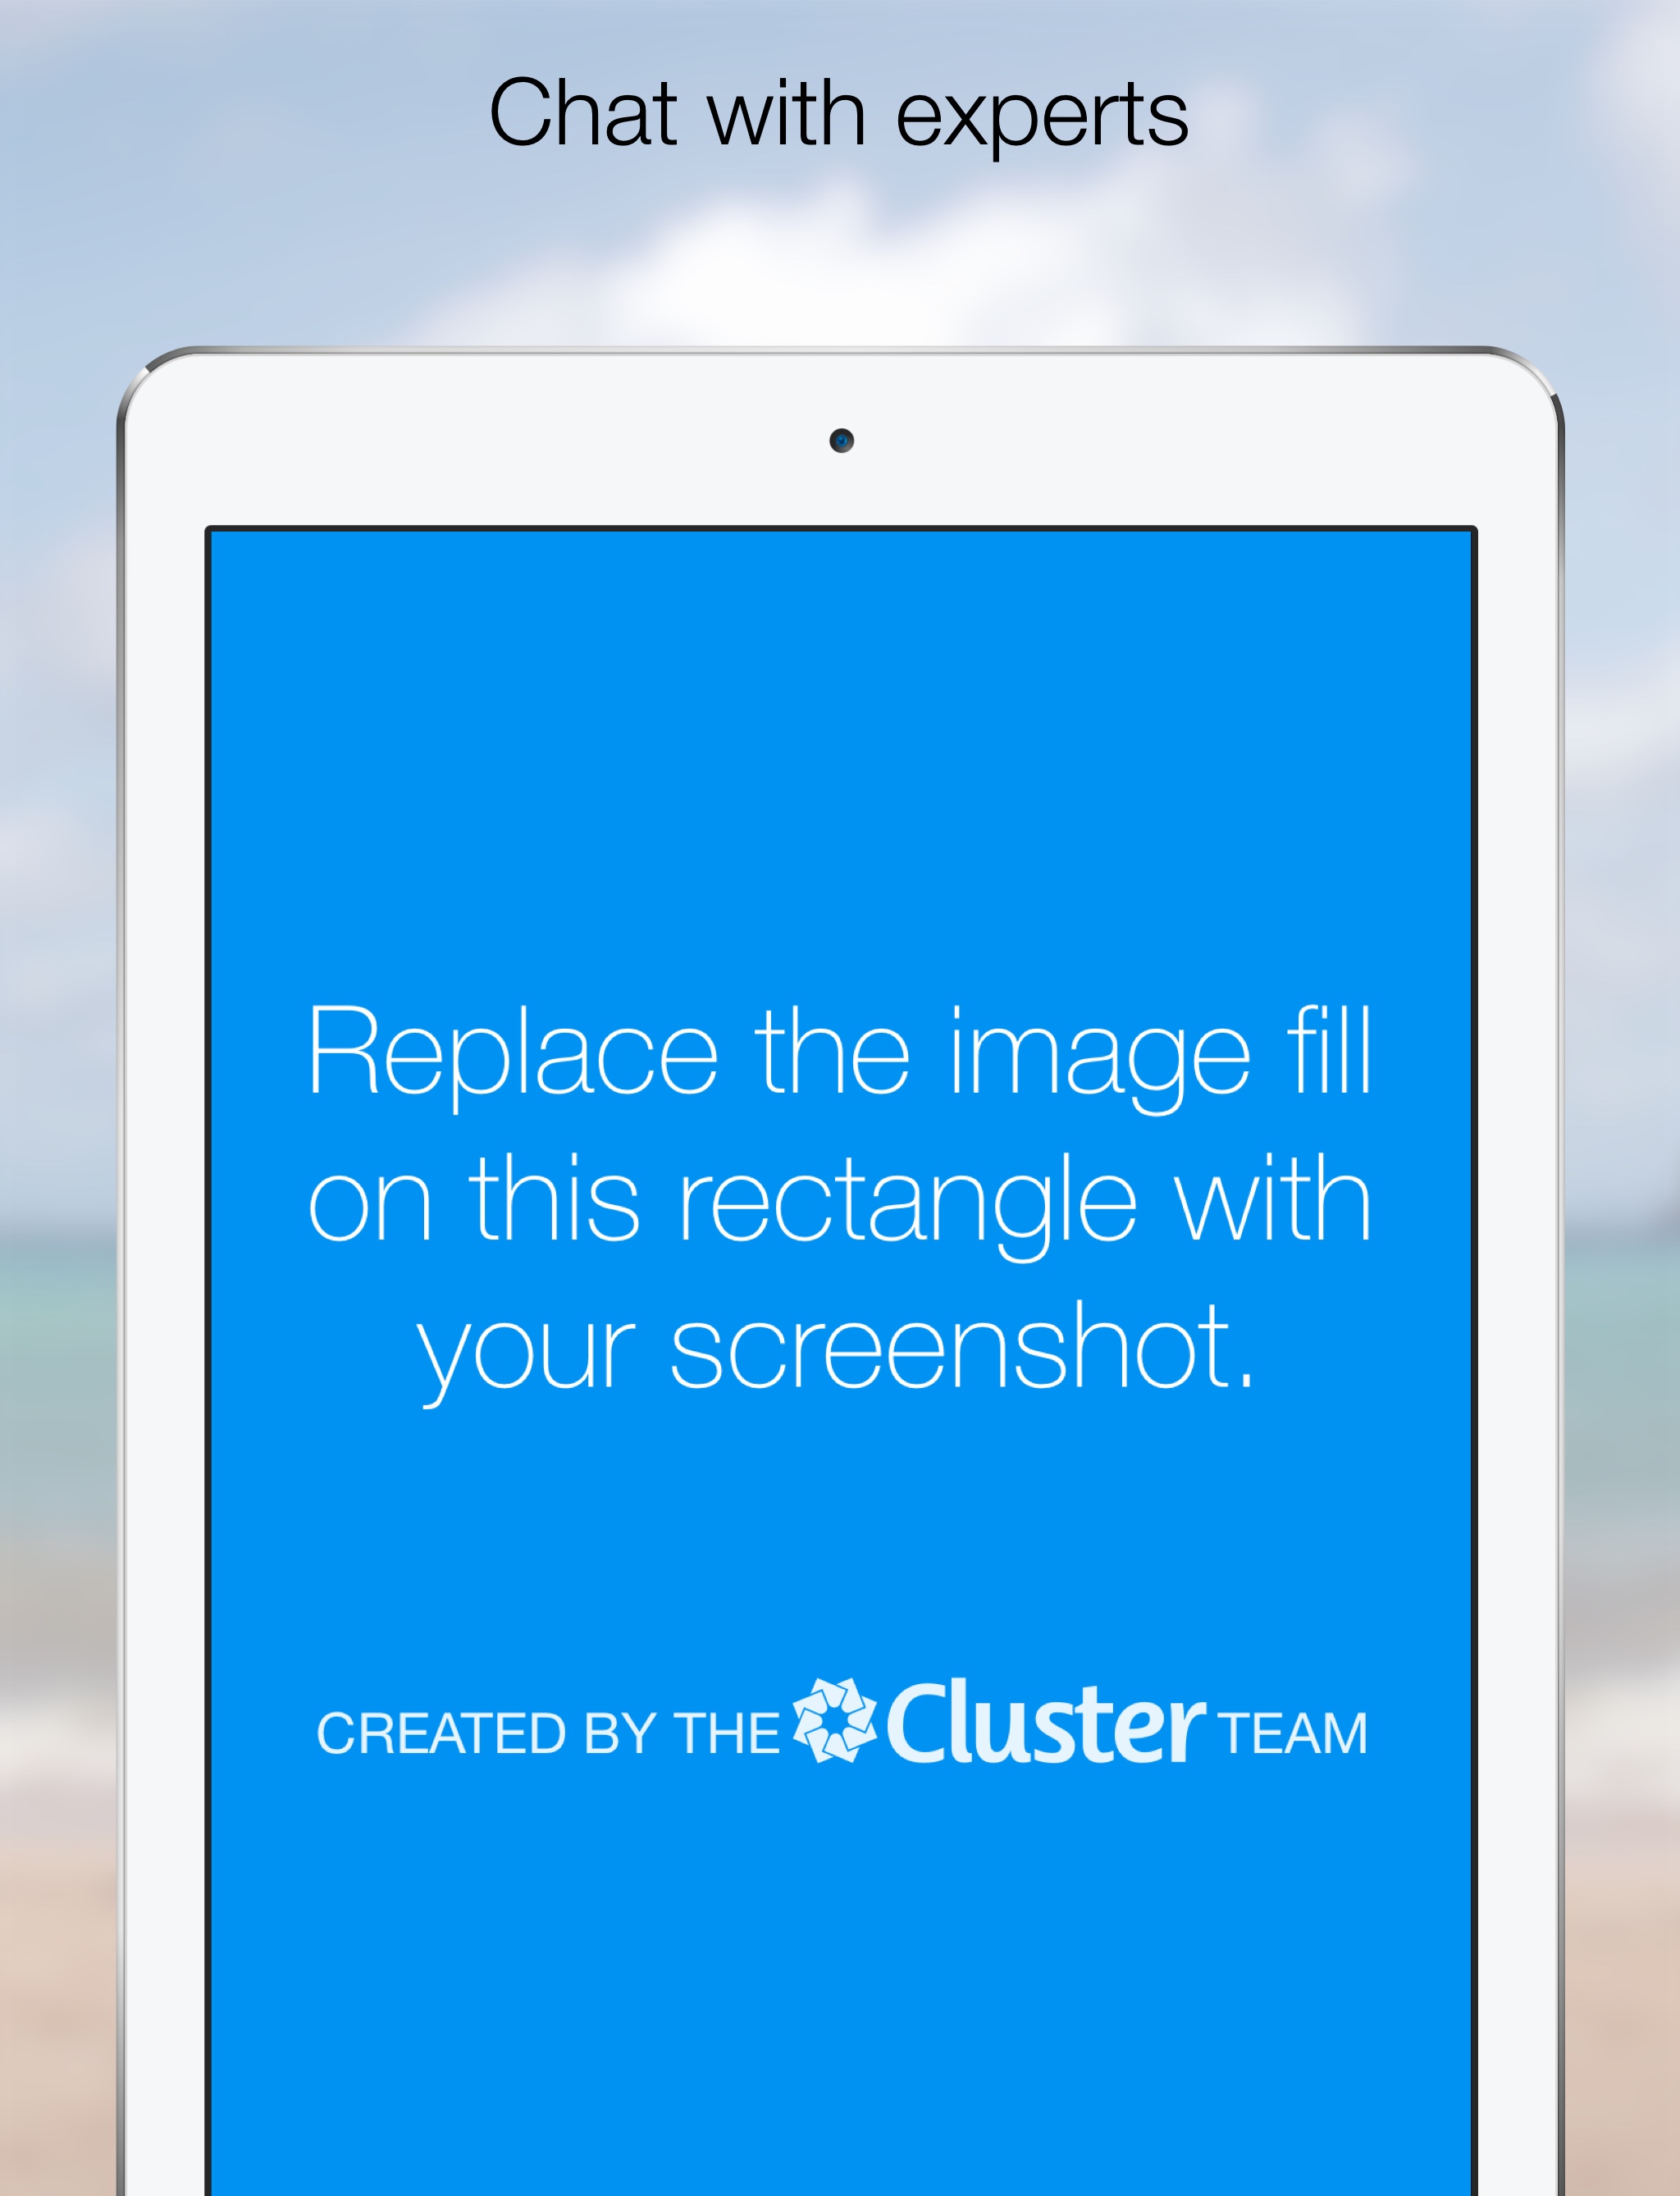 Chat with experts
Replace the image fill
on this rectangle with
your screenshot.
CREATED BY THE Cluster TEAM